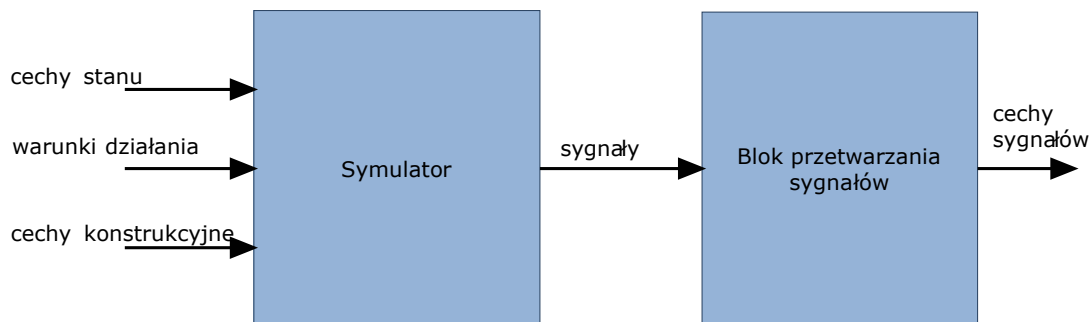 cechy stanu
warunki działania
cechy konstrukcyjne
Symulator
sygnały
Blok przetwarzania
sygnałów
cechy
sygnałów